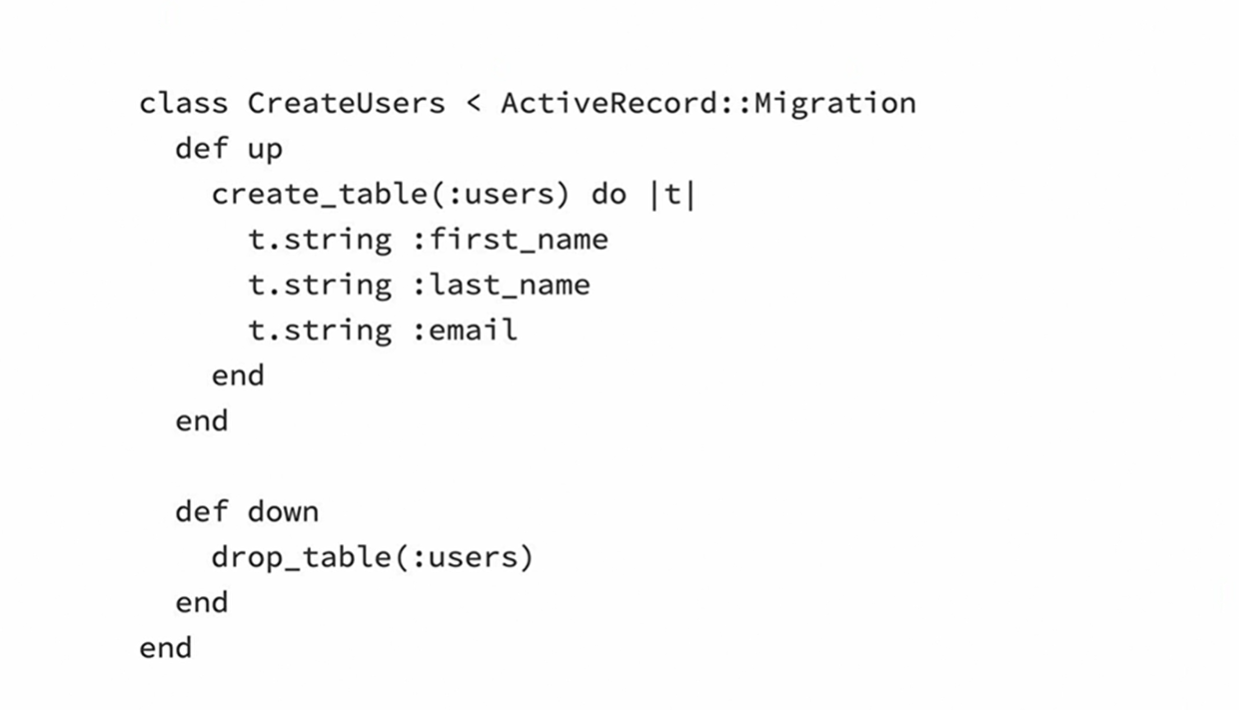 class CreateUsers < ActiveRecord::Migration
  def up
    create_table(:users) do |t|
      t.string :first_name
      t.string :last_name
      t.string :email
    end
  end

  def down
    drop_table(:users)
  end
end